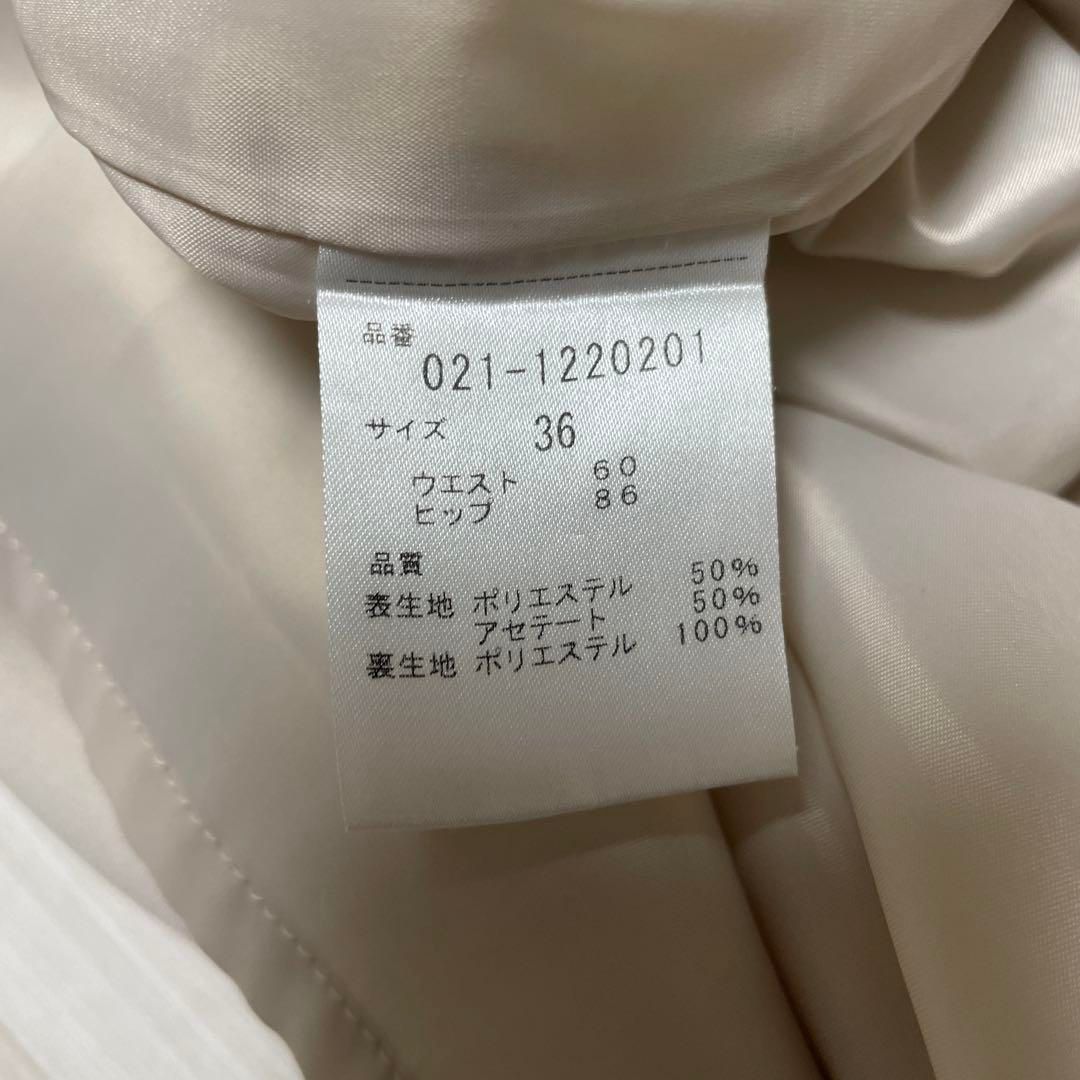 品番
021-1220201
サイズ 36
ウエスト 60
ヒップ 86
品質
表生地 ポリエステル 50%
アセテート 50%
裏生地 ポリエステル 100%